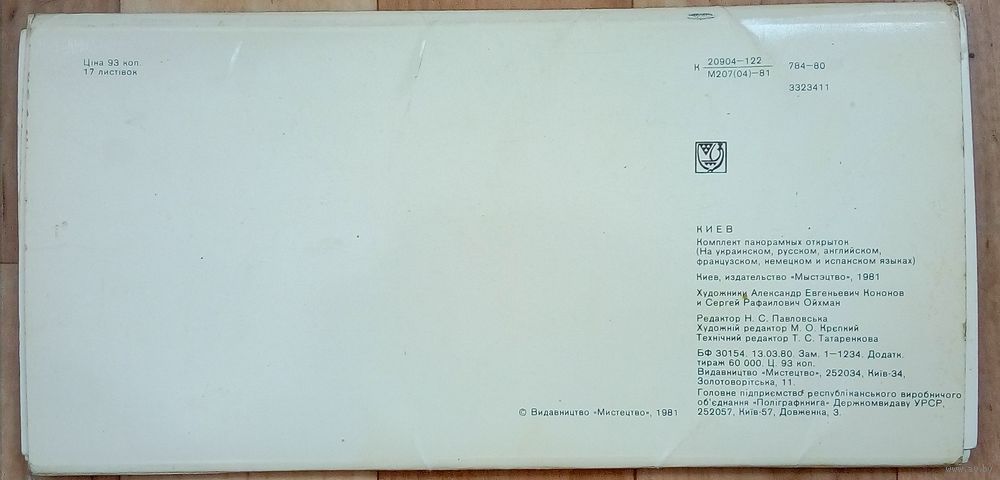 Ціна 93 коп.
17 листівок
К 20904—122
М207(04)—81
784—80
3323411
КИЕВ
Комплект панорамных открыток
(На украинском, русском, английском,
французском, немецком и испанском языках)
Киев, издательство «Мыстэцтво», 1981
Художники Александр Евгеньевич Кононов
и Сергей Рафаилович Ойхман
Редактор Н. С. Павловська
Художній редактор М. О. Крєпкий
Технічний редактор Т. С. Татаренкова
БФ 30154. 13.03.80. Зам. 1—1234. Додатк.
тираж 60 000. Ц. 93 коп.
Видавництво «Мистецтво», 252034, Київ-34,
Золотоворітська, 11.
Головне підприємство республіканського виробничого
об'єднання «Поліграфкнига» Держкомвидаву УРСР.
252057, Київ-57, Довженка, 3.
© Видавництво «Мистецтво», 1981
www.ay.by